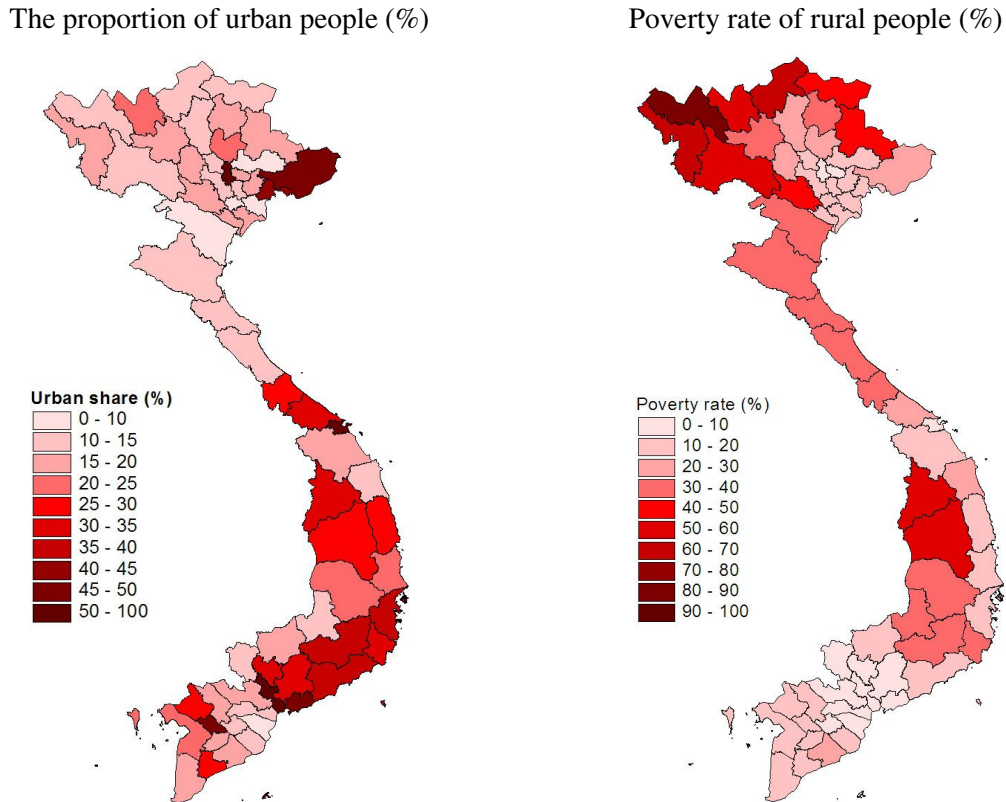 The proportion of urban people (%)
Poverty rate of rural people (%)
Urban share (%)
0 - 10
10 - 15
15 - 20
20 - 25
25 - 30
30 - 35
35 - 40
40 - 45
45 - 50
50 - 100
Poverty rate (%)
0 - 10
10 - 20
20 - 30
30 - 40
40 - 50
50 - 60
60 - 70
70 - 80
80 - 90
90 - 100